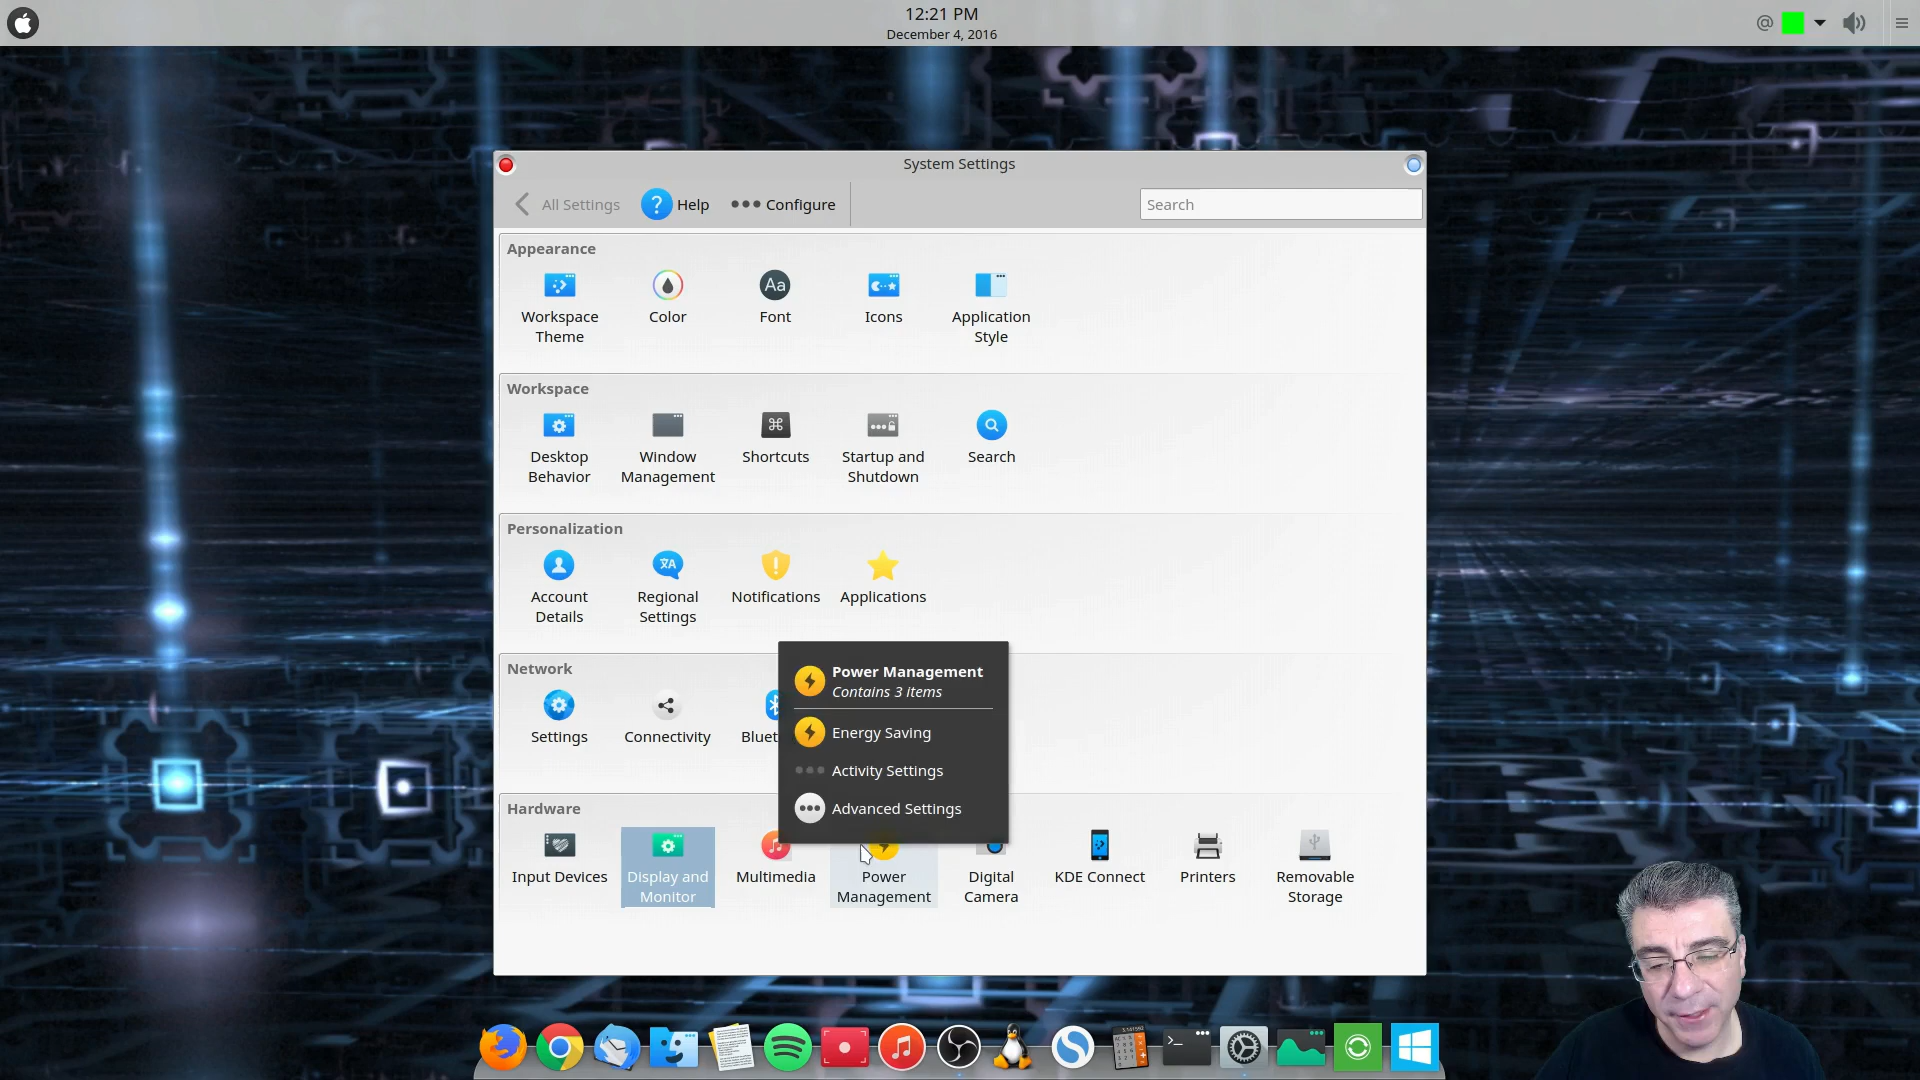 12:21 PM
December 4, 2016
@
System Settings
All Settings
? Help
Configure
Search
Appearance
Aa
Workspace
Theme
Color
Font
Icons
Application
Style
Workspace
Desktop
Behavior
Window
Management
Shortcuts
Startup and
Shutdown
Search
Personalization
Account
Details
Regional
Settings
Notifications
Applications
Network
Settings
Connectivity
Bluet
Power Management
Contains 3 items
Energy Saving
Activity Settings
Advanced Settings
Hardware
Input Devices
Display and
Monitor
Multimedia
Power
Management
Digital
Camera
KDE Connect
Printers
Removable
Storage